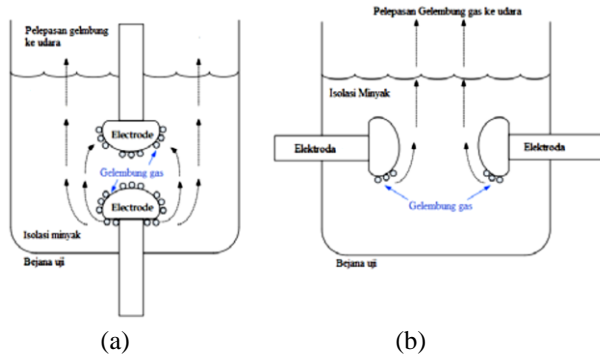 Pelepasan gelmbung
ke udara
Electrode
Gelembung gas
Electrode
Isolasi minyak
Bejana uji
(a)
Pelepasan Gelembung gas ke udara
Isolasi Minyak
Elektroda
Elektroda
Gelembung gas
Bejana uji
(b)